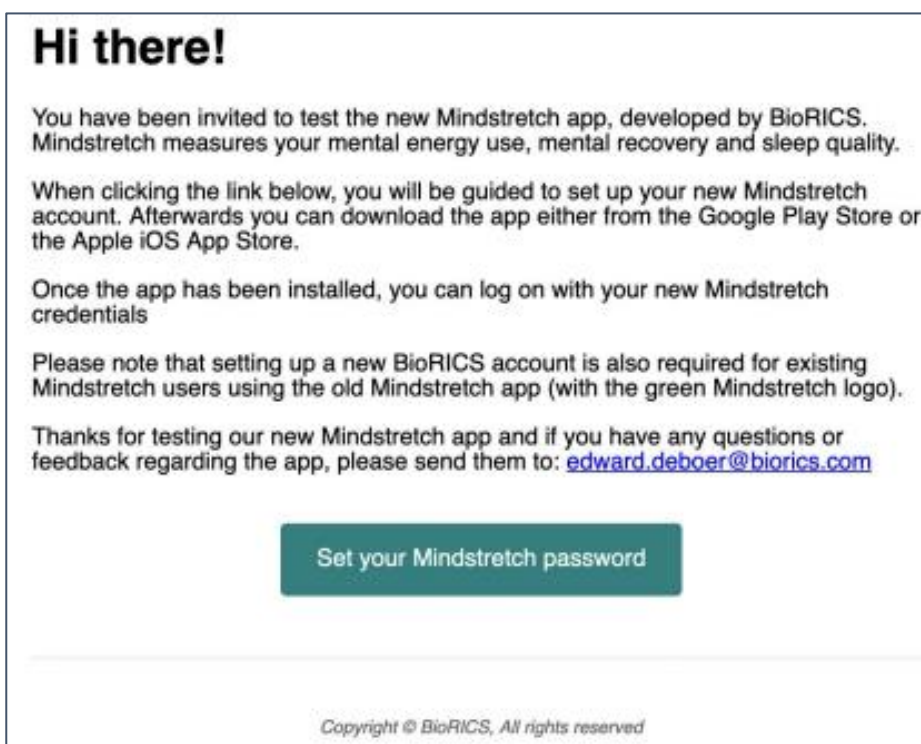 Hi there!
You have been invited to test the new Mindstretch app, developed by BioRICS.
Mindstretch measures your mental energy use, mental recovery and sleep quality.
When clicking the link below, you will be guided to set up your new Mindstretch
account. Afterwards you can download the app either from the Google Play Store or
the Apple iOS App Store.
Once the app has been installed, you can log on with your new Mindstretch
credentials
Please note that setting up a new BioRICS account is also required for existing
Mindstretch users using the old Mindstretch app (with the green Mindstretch logo).
Thanks for testing our new Mindstretch app and if you have any questions or
feedback regarding the app, please send them to: edward.deboer@biorics.com
Set your Mindstretch password
Copyright © BioRICS, All rights reserved